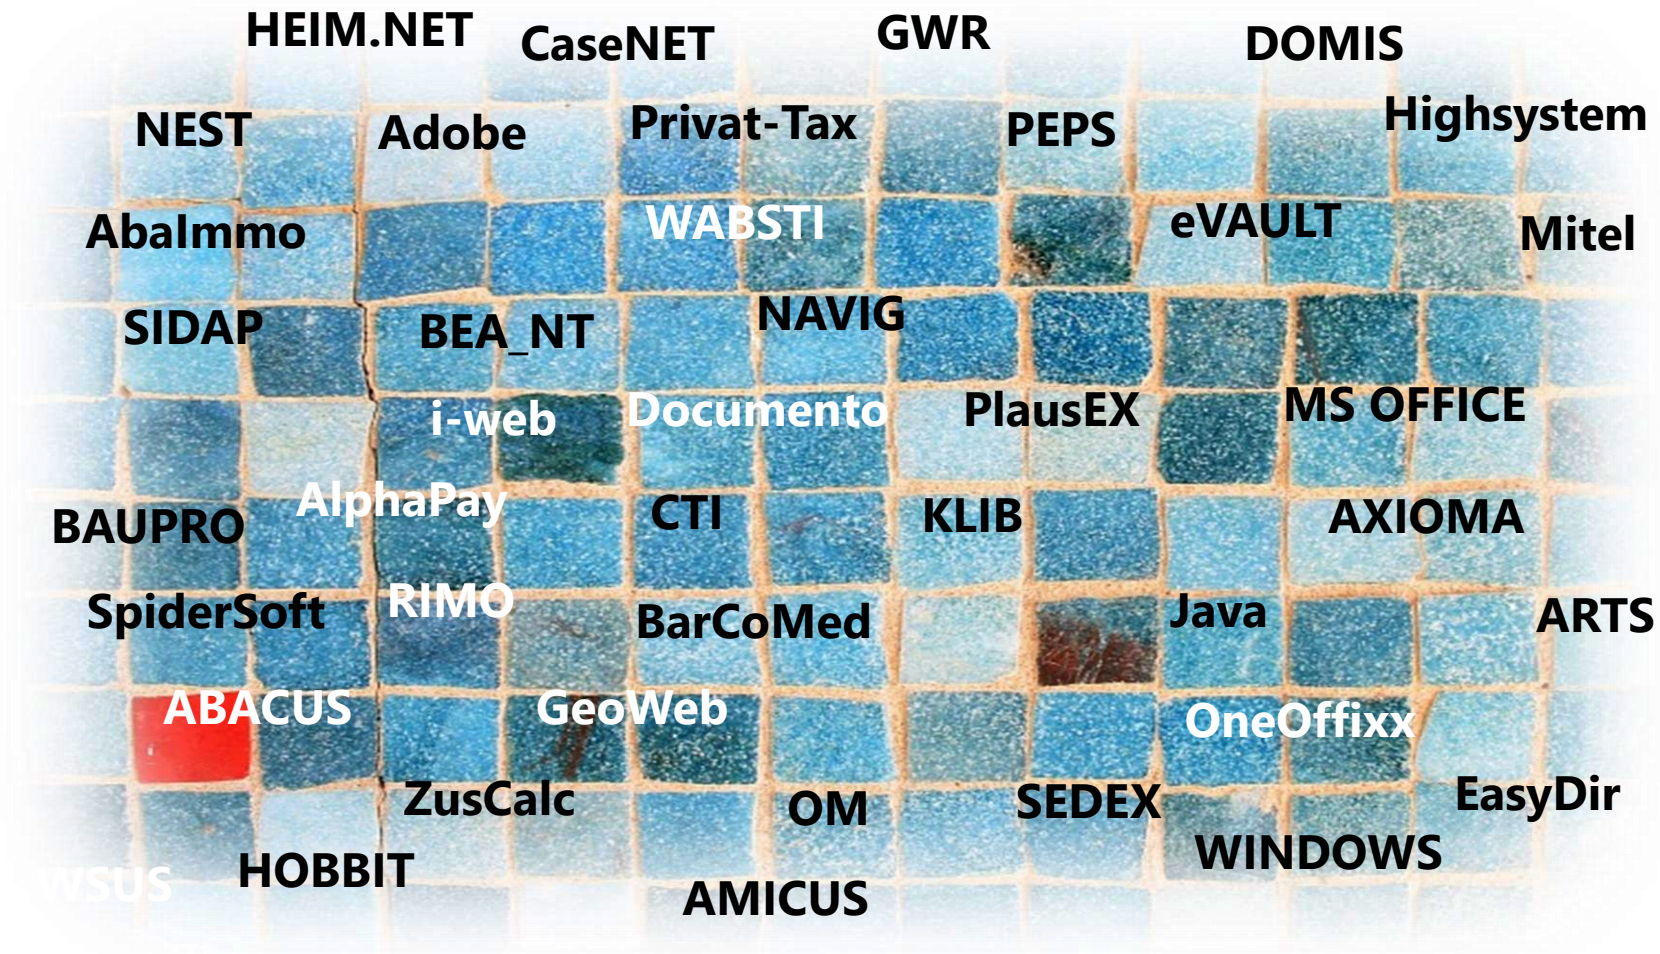 HEIM.NET
CaseNET
GWR
DOMIS
NEST
Adobe
Privat-Tax
PEPS
Highsystem
AbaImmo
WABSTI
eVAULT
Mitel
SIDAP
BEA_NT
NAVIG
i-web
Documento
PlausEX
MS OFFICE
BAUPRO
AlphaPay
CTI
KLIB
AXIOMA
SpiderSoft
RIMO
BarCoMed
Java
ARTS
ABACUS
GeoWeb
OneOffixx
ZusCalc
OM
SEDEX
EasyDir
WSUS
HOBBIT
AMICUS
WINDOWS